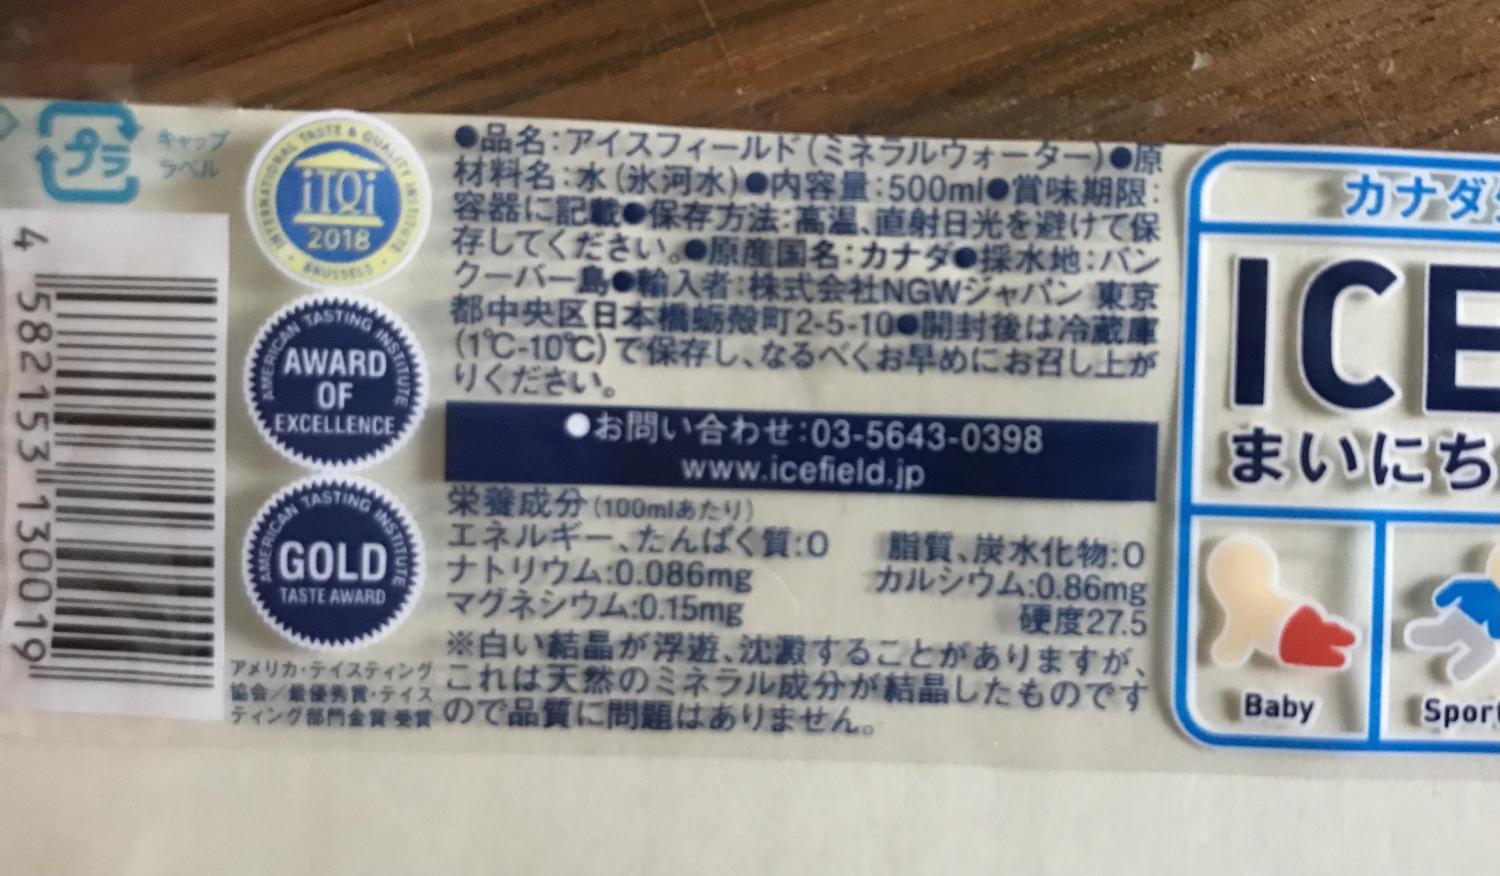 プラ
キャップ
ラベル
4 582153 130019
INTERNATIONAL TASTE & QUALITY INSTITUTE
iTQi
2018
BRUSSELS
AMERICAN TASTING INSTITUTE
AWARD
OF
EXCELLENCE
AMERICAN TASTING INSTITUTE
GOLD
TASTE AWARD
アメリカ・テイスティング
協会/最優秀賞・テイス
ティング部門金賞 受賞
●品名:アイスフィールド(ミネラルウォーター)●原
材料名:水(氷河水)●内容量:500ml●賞味期限:
容器に記載●保存方法:高温、直射日光を避けて保
存してください。●原産国名:カナダ●採水地:バン
クーバー島●輸入者:株式会社NGWジャパン 東京
都中央区日本橋蛎殻町2-5-10●開封後は冷蔵庫
(1℃-10℃)で保存し、なるべくお早めにお召し上が
りください。
●お問い合わせ:03-5643-0398
www.icefield.jp
栄養成分(100mlあたり)
エネルギー、たんぱく質:0 脂質、炭水化物:0
ナトリウム:0.086mg カルシウム:0.86mg
マグネシウム:0.15mg 硬度27.5
※白い結晶が浮遊、沈澱することがありますが、
これは天然のミネラル成分が結晶したものです
ので品質に問題はありません。
カナダ
ICE
まいにち
Baby
Sport